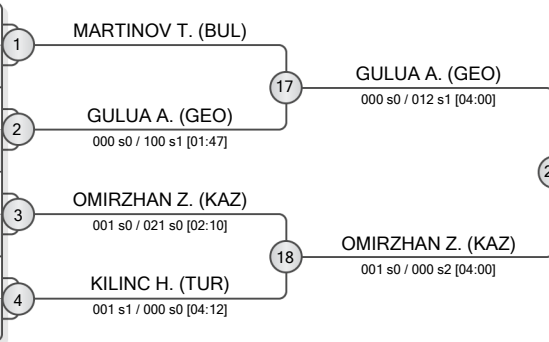 1
MARTINOV T. (BUL)
17
GULUA A. (GEO)
000 s0 / 012 s1 [04:00]
2
GULUA A. (GEO)
000 s0 / 100 s1 [01:47]
3
OMIRZHAN Z. (KAZ)
001 s0 / 021 s0 [02:10]
18
OMIRZHAN Z. (KAZ)
001 s0 / 000 s2 [04:00]
4
KILINC H. (TUR)
001 s1 / 000 s0 [04:12]